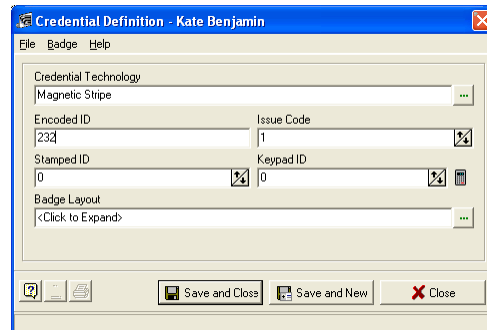 Credential Definition - Kate Benjamin
File Badge Help
Credential Technology
Magnetic Stripe
Encoded ID Issue Code
232 1
Stamped ID Keypad ID
0 0
Badge Layout
<Click to Expand>
Save and Close Save and New Close